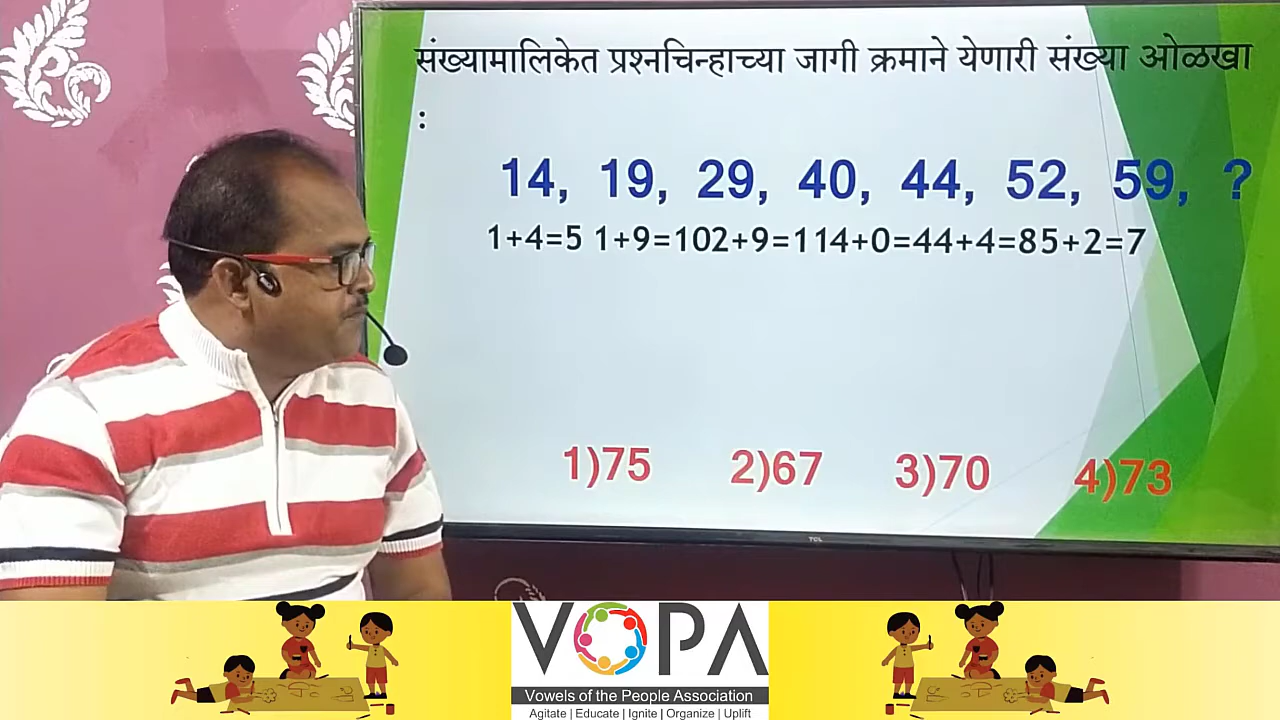 संख्यामालिकेत प्रश्नचिन्हाच्या जागी क्रमाने येणारी संख्या ओळखा
:
14, 19, 29, 40, 44, 52, 59, ?
1+4=5 1+9=102+9=114+0=44+4=85+2=7
1)75 2)67 3)70 4)73
TCL
VOPA
Vowels of the People Association
Agitate | Educate | Ignite | Organize | Uplift